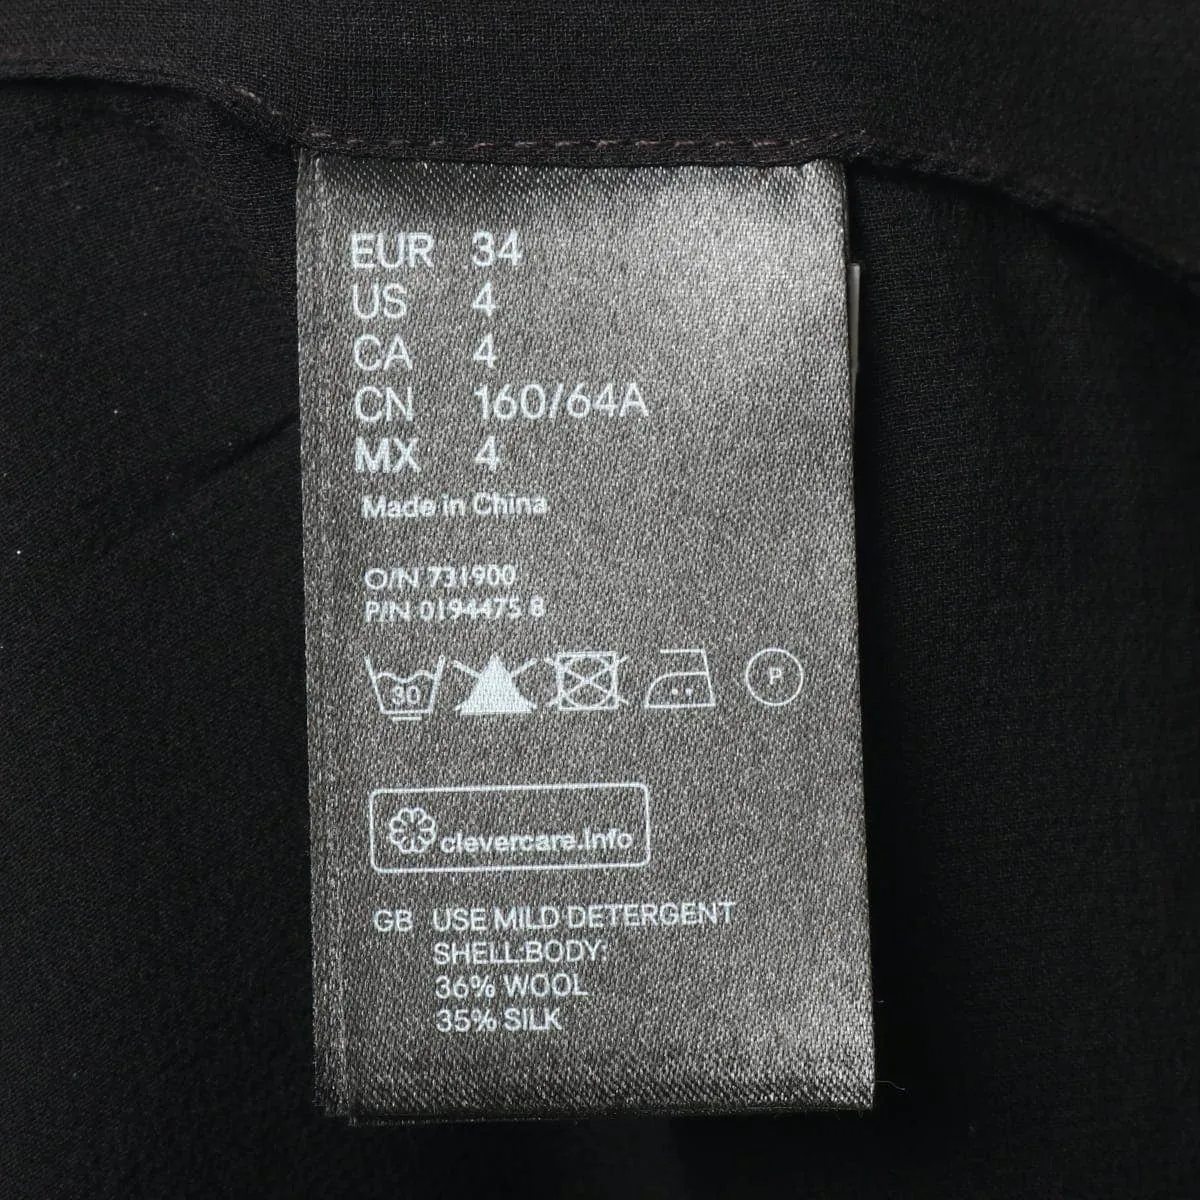 EUR 34
US 4
CA 4
CN 160/64A
MX 4
Made in China
O/N 731900
P/N 0194475 8
30
P
clevercare.info
GB USE MILD DETERGENT
SHELL:BODY:
36% WOOL
35% SILK